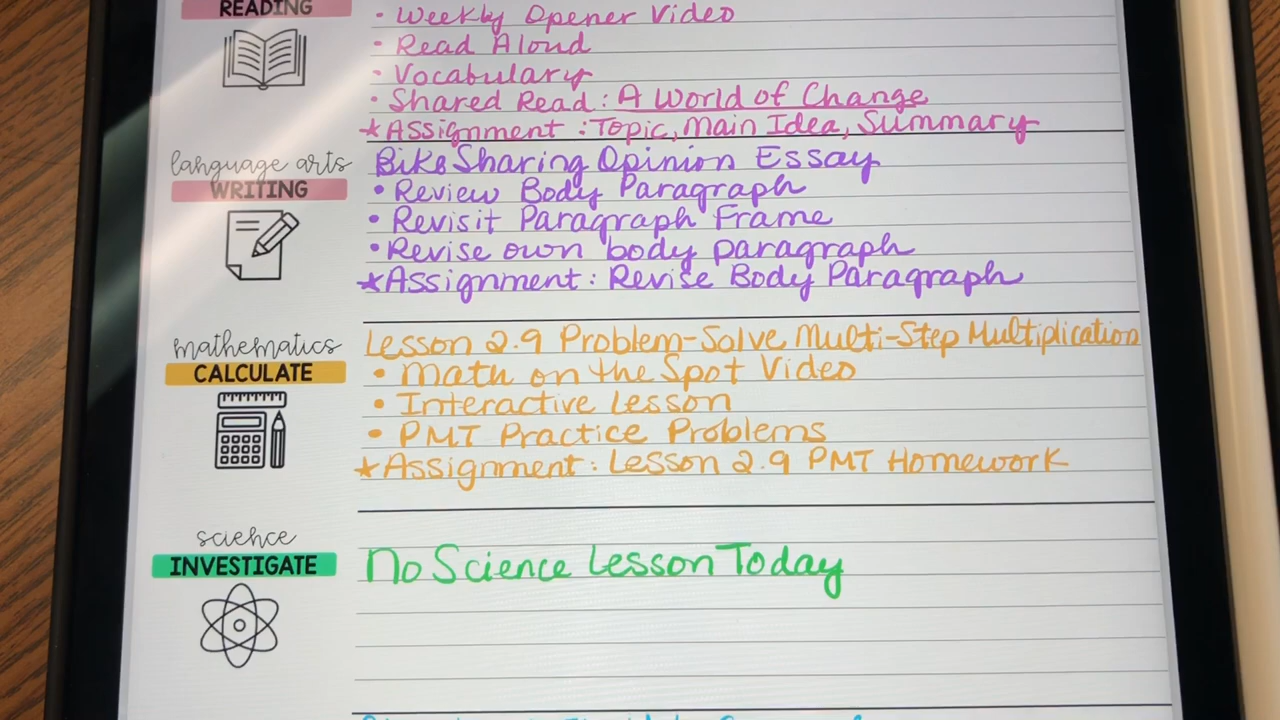 READING
• Weekly Opener Video
• Read Aloud
• Vocabulary
• Shared Read: A World of Change
★Assignment: Topic, Main Idea, Summary
language arts
WRITING
Bike Sharing Opinion Essay
• Review Body Paragraph
• Revisit Paragraph Frame
• Revise own body paragraph
★Assignment: Revise Body Paragraph
mathematics
CALCULATE
Lesson 2.9 Problem-Solve Multi-Step Multiplication
• Math on the Spot Video
• Interactive Lesson
• PMT Practice Problems
★Assignment: Lesson 2.9 PMT Homework
science
INVESTIGATE
No Science Lesson Today